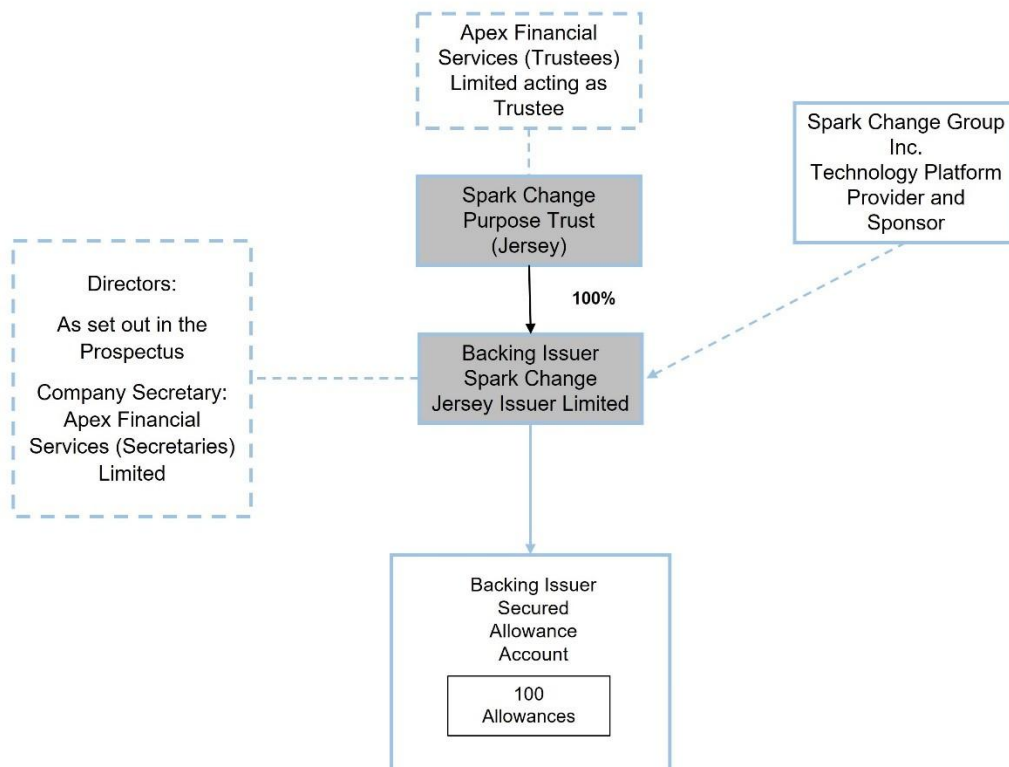 Apex Financial
Services (Trustees)
Limited acting as
Trustee
Spark Change Group
Inc.
Technology Platform
Provider and
Sponsor
Spark Change
Purpose Trust
(Jersey)
100%
Directors:
As set out in the
Prospectus
Company Secretary:
Apex Financial
Services (Secretaries)
Limited
Backing Issuer
Spark Change
Jersey Issuer Limited
Backing Issuer
Secured
Allowance
Account
100
Allowances